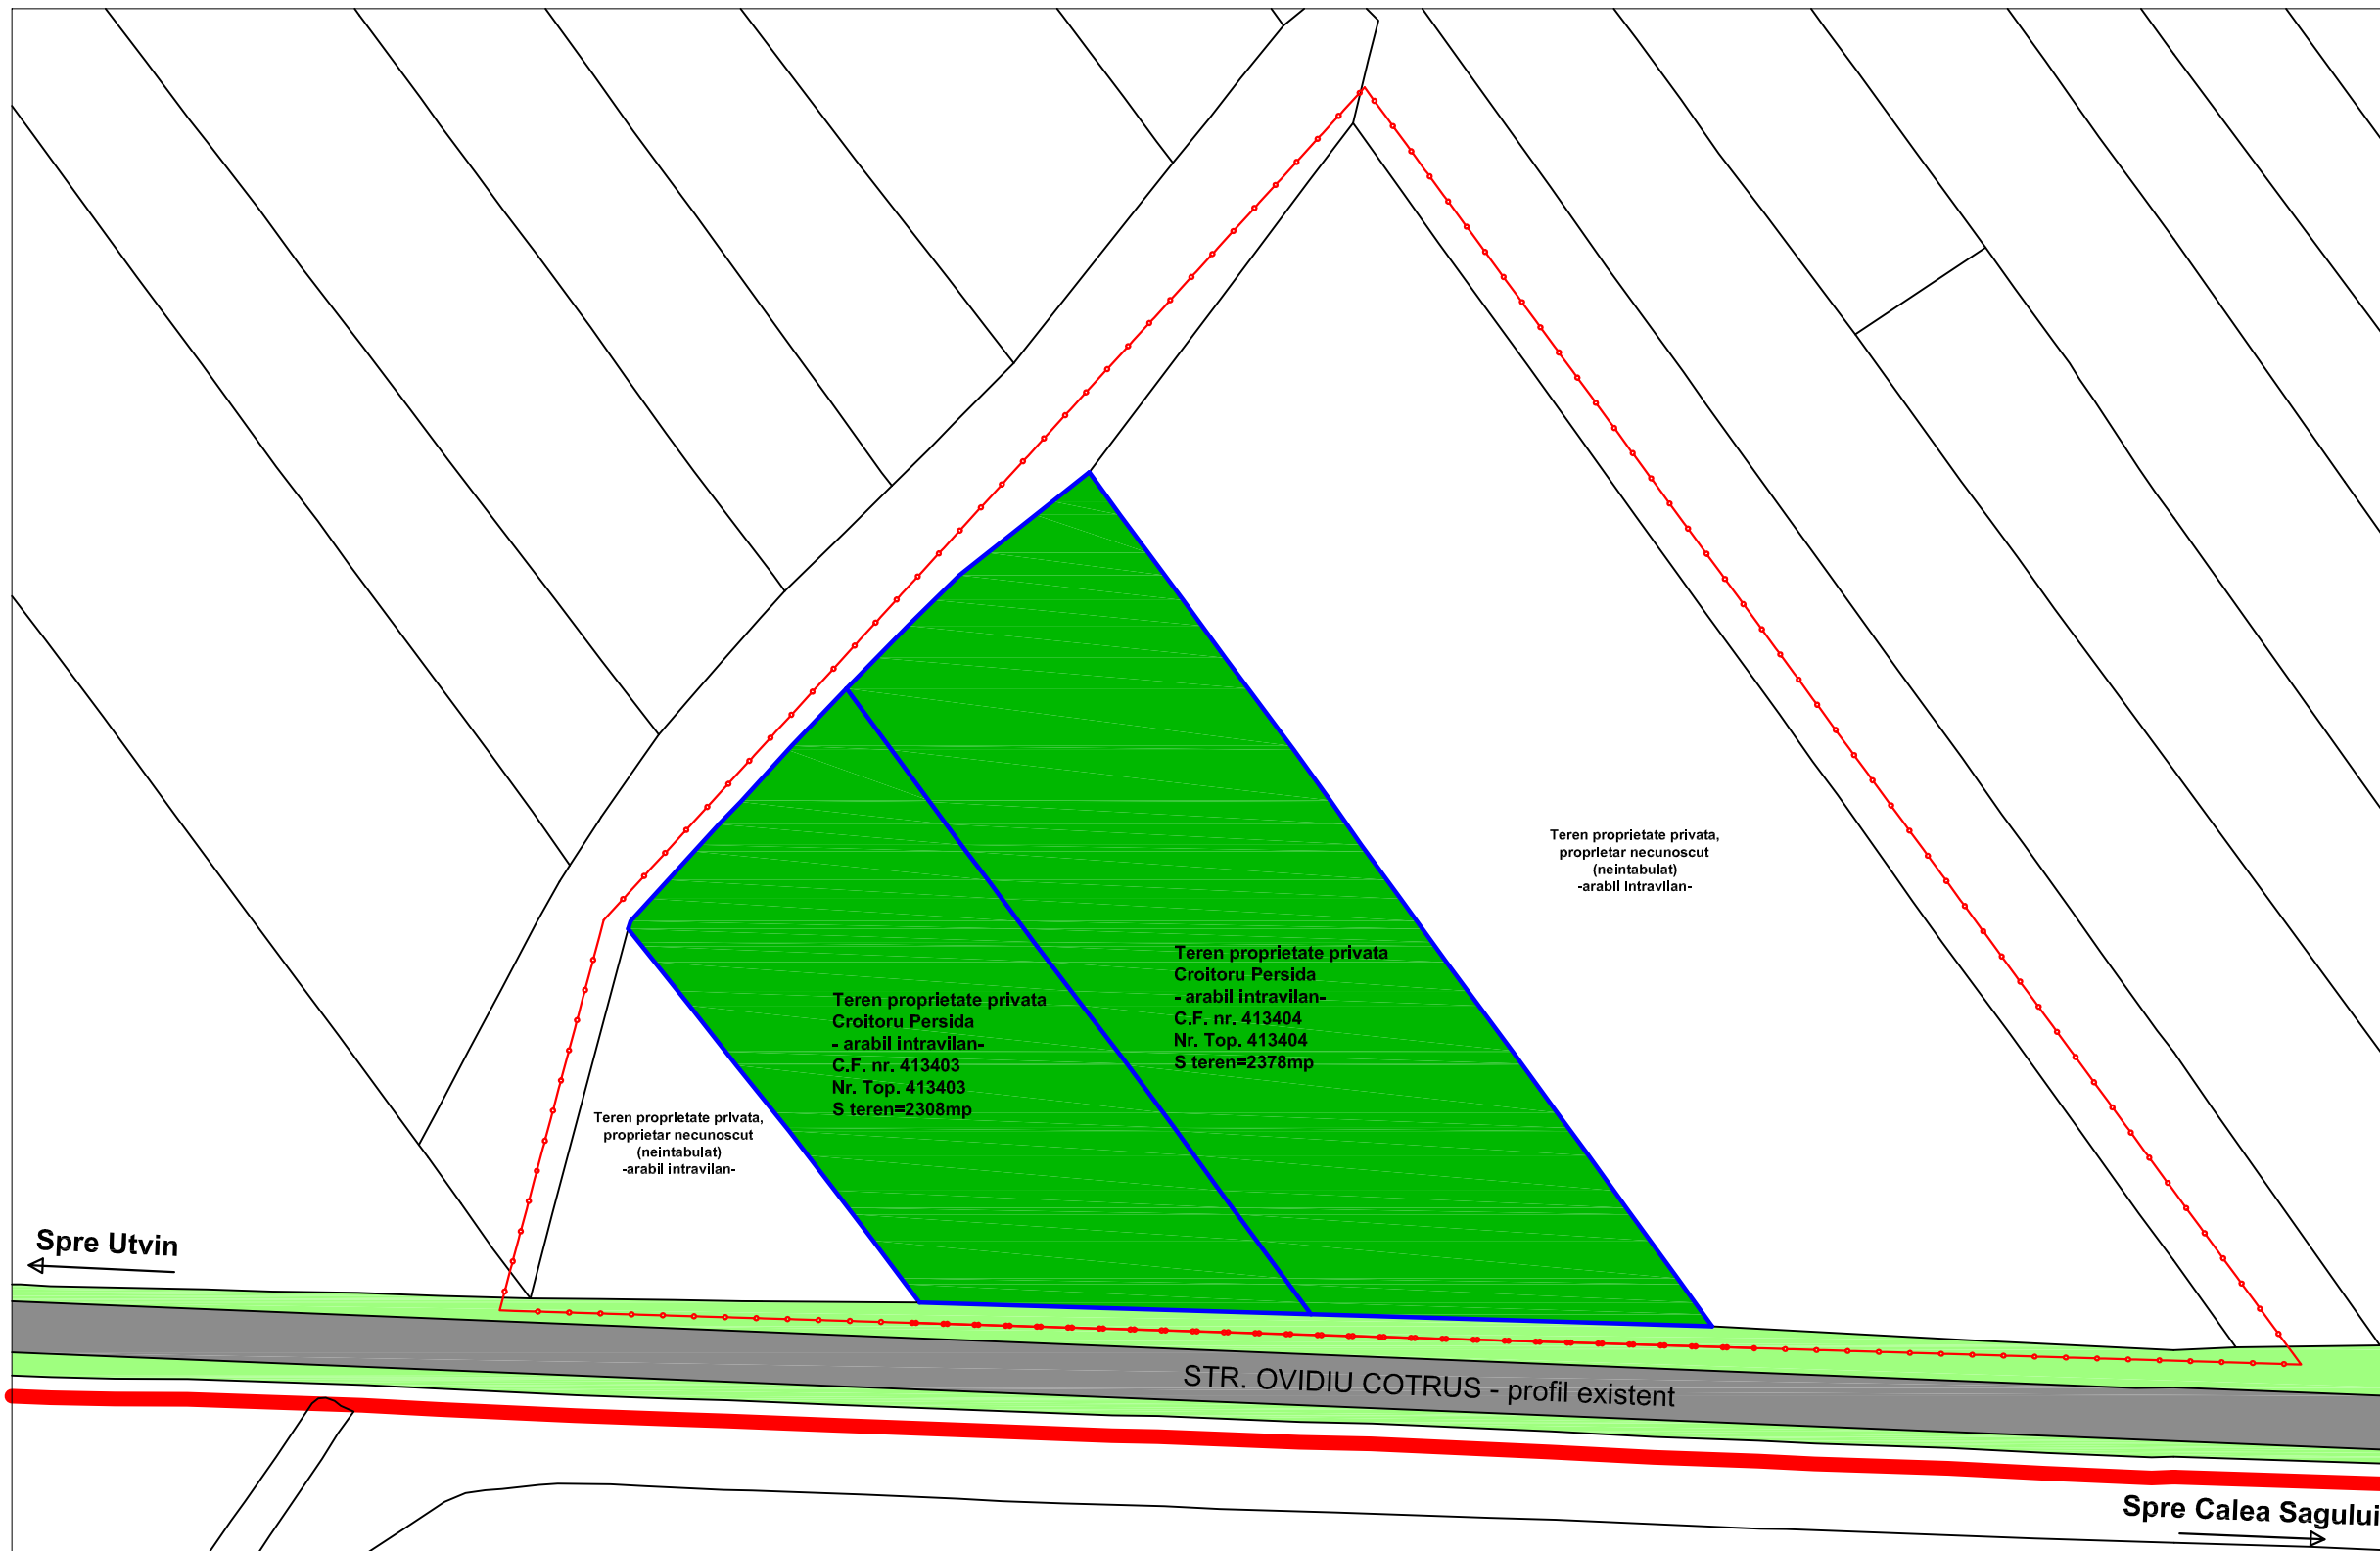 Teren proprietate privata,
proprietar necunoscut
(neintabulat)
-arabil intravilan-
Teren proprietate privata
Croitoru Persida
- arabil intravilan-
C.F. nr. 413404
Nr. Top. 413404
S teren=2378mp
Teren proprietate privata
Croitoru Persida
- arabil intravilan-
C.F. nr. 413403
Nr. Top. 413403
S teren=2308mp
Teren proprietate privata,
proprietar necunoscut
(neintabulat)
-arabil intravilan-
Spre Utvin
STR. OVIDIU COTRUS - profil existent
Spre Calea Sagului